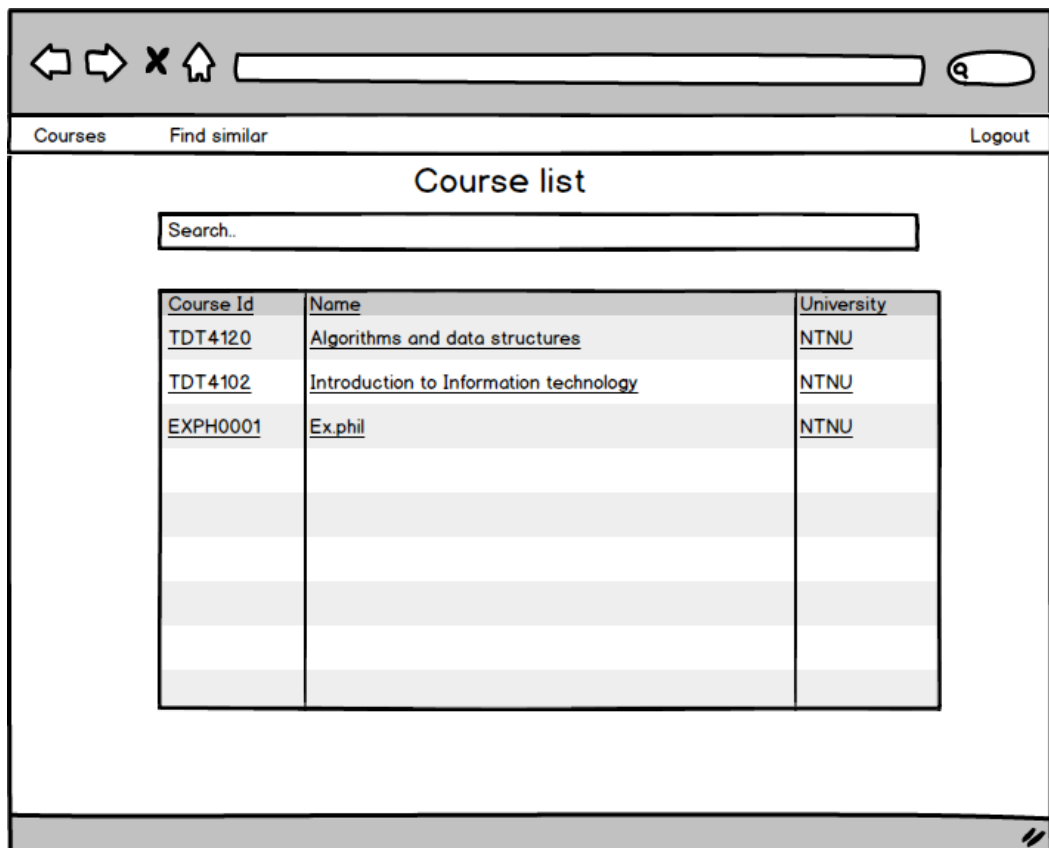 Courses Find similar Logout
Course list
Search..
Course Id Name University
TDT4120 Algorithms and data structures NTNU
TDT4102 Introduction to Information technology NTNU
EXPH0001 Ex.phil NTNU